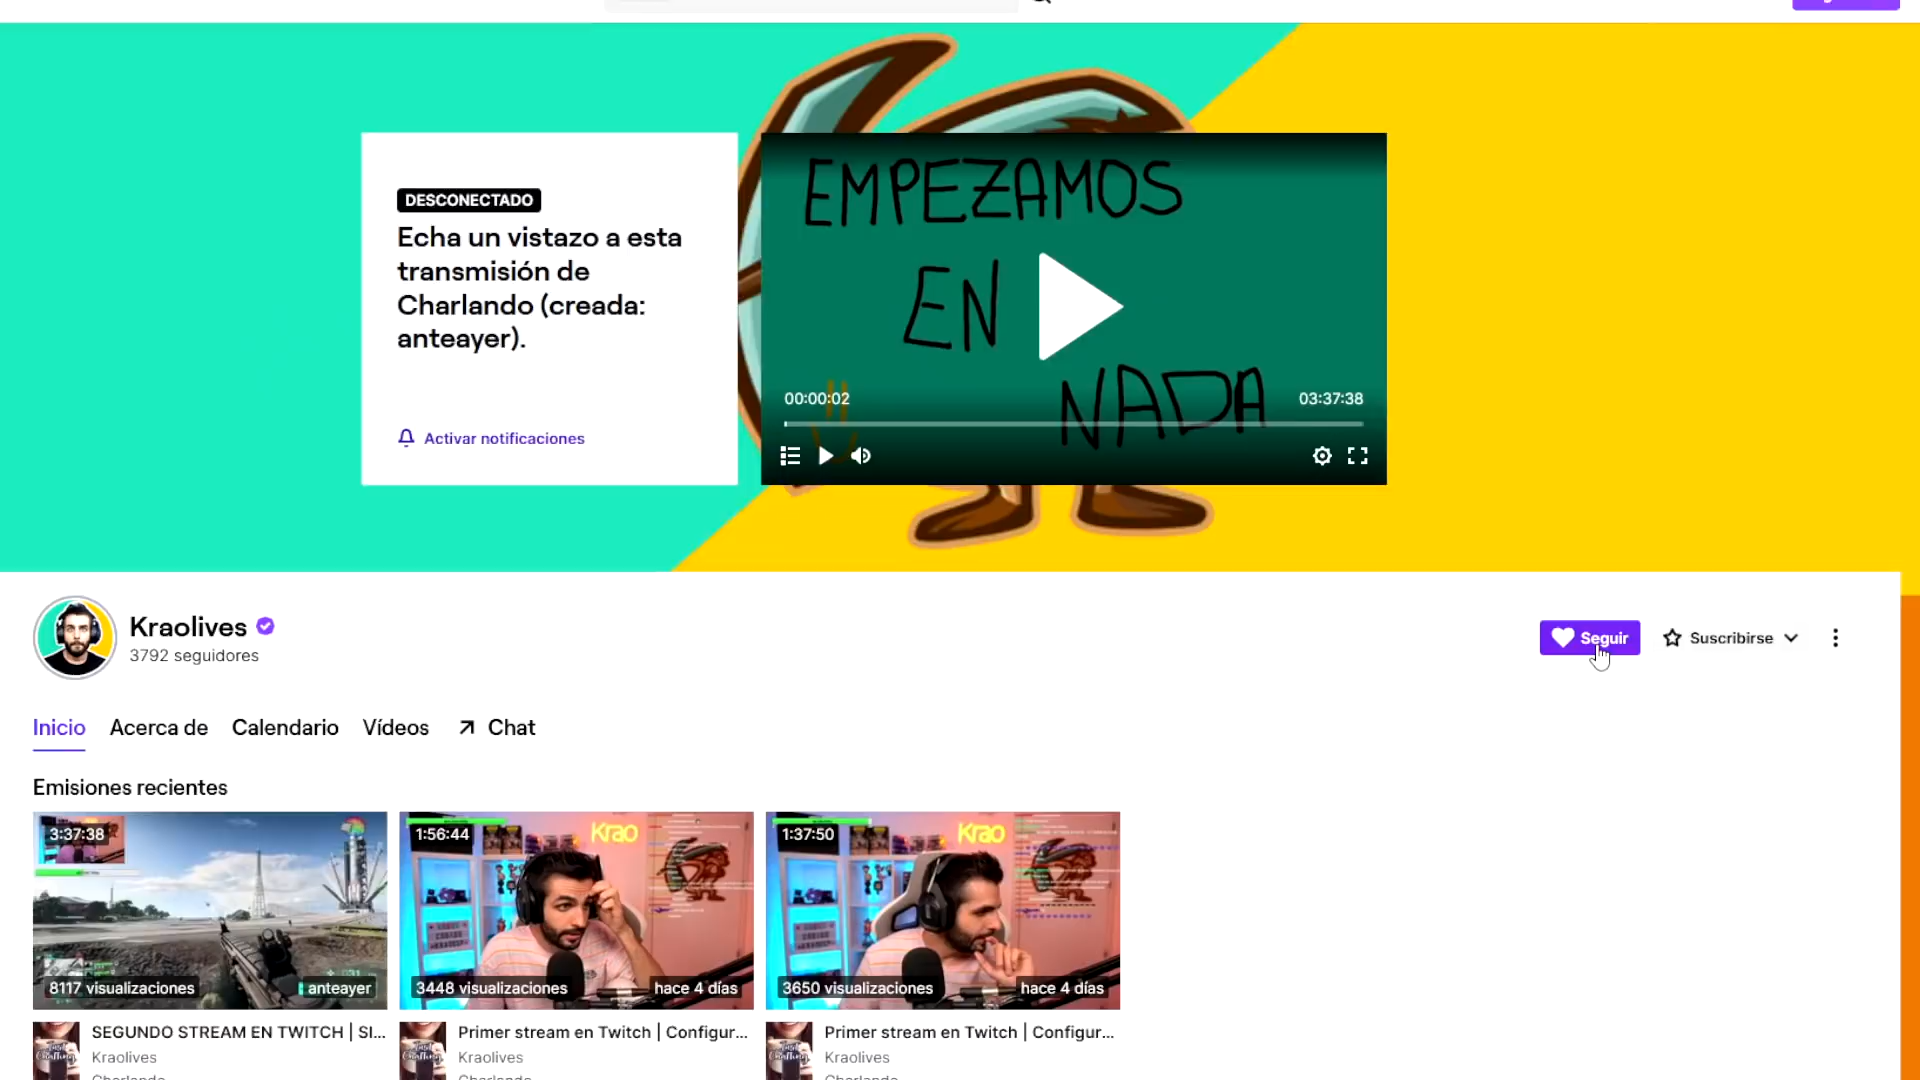 EMPEZAMOS
EN
NADA
DESCONECTADO
Echa un vistazo a esta
transmisión de
Charlando (creada:
anteayer).
Activar notificaciones
00:00:02
03:37:38
Kraolives
3792 seguidores
Seguir
Suscribirse
Inicio
Acerca de
Calendario
Vídeos
Chat
Emisiones recientes
3:37:38
8117 visualizaciones
anteayer
SEGUNDO STREAM EN TWITCH | SI...
Kraolives
Charlando
1:56:44
Krao
3448 visualizaciones
hace 4 días
Primer stream en Twitch | Configur...
Kraolives
Charlando
1:37:50
Krao
3650 visualizaciones
hace 4 días
Primer stream en Twitch | Configur...
Kraolives
Charlando